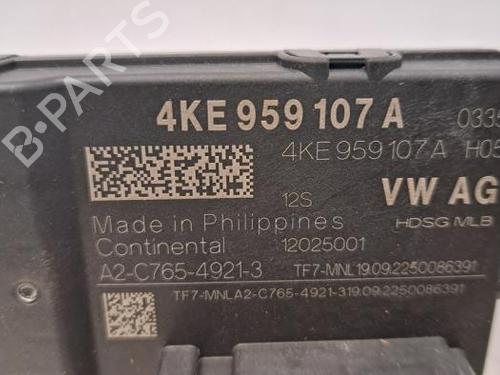 B-PARTS
4KE 959 107 A 0335
4KE 959 107 A H05
12S VW AG
Made in Philippines HDSG MLB
Continental 12025001
A2-C765-4921-3 TF7-MNL19.09.2250086391
TF7-MNLA2-C765-4921-319.09.2250086391